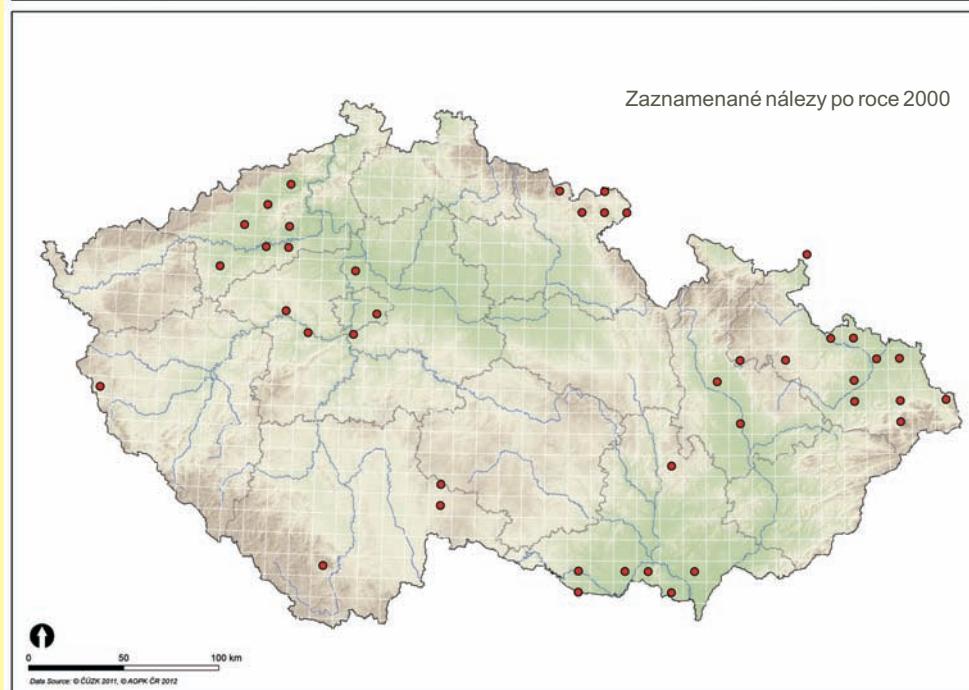 Zaznamenané nálezy po roce 2000
0 50 100 km
Data Source: © ČÚZK 2011, © AOPK ČR 2012